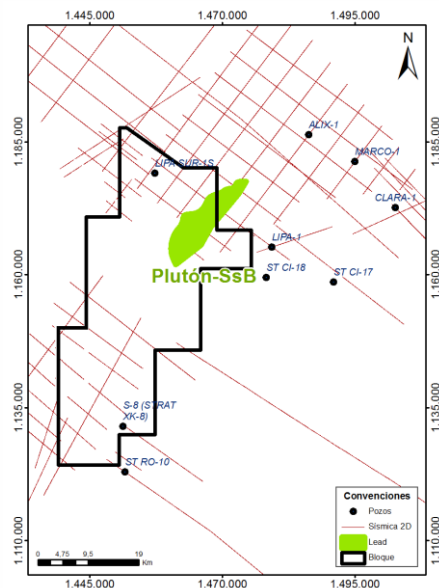 1.445.000 1.470.000 1.495.000
N
ALIX-1
1.185.000 1.185.000
MARCO-1
LIPA SUR-1S
CLARA-1
LIPA-1
Plutón-SsB
ST CI-18
ST CI-17
1.160.000 1.160.000
1.135.000 1.135.000
S-8 (STRAT
XK-8)
ST RO-10
Convenciones
Pozos
Sísmica 2D
Lead
Bloque
1.110.000 1.110.000
0 4.75 9.5 19
Km
1.445.000 1.470.000 1.495.000